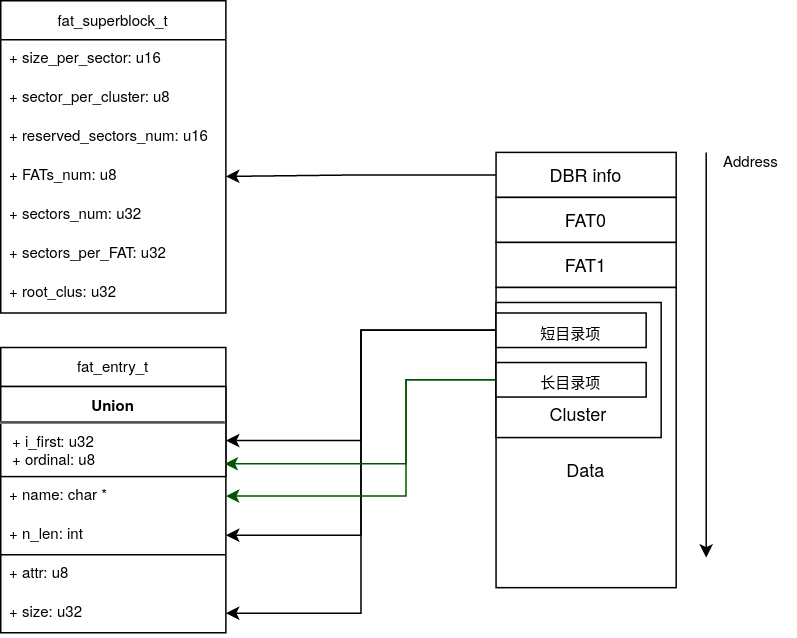 fat_superblock_t
+ size_per_sector: u16
+ sector_per_cluster: u8
+ reserved_sectors_num: u16
+ FATs_num: u8
+ sectors_num: u32
+ sectors_per_FAT: u32
+ root_clus: u32
fat_entry_t
Union
+ i_first: u32
+ ordinal: u8
+ name: char *
+ n_len: int
+ attr: u8
+ size: u32
DBR info
FAT0
FAT1
短目录项
长目录项
Cluster
Data
Address